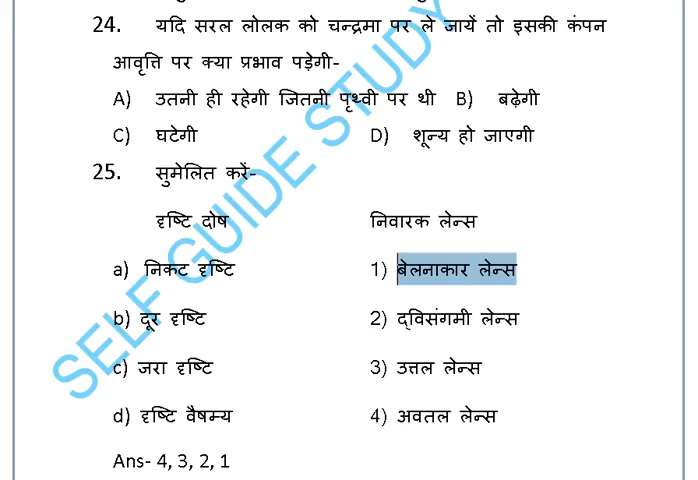 24. यदि सरल लोलक को चन्द्रमा पर ले जायें तो इसकी कंपन
आवृत्ति पर क्या प्रभाव पड़ेगी-
A) उतनी ही रहेगी जितनी पृथ्वी पर थी B) बढ़ेगी
C) घटेगी D) शून्य हो जाएगी
25. सुमेलित करें-
दृष्टि दोष निवारक लेन्स
a) निकट दृष्टि 1) बेलनाकार लेन्स
b) दूर दृष्टि 2) द्विसंगमी लेन्स
c) जरा दृष्टि 3) उत्तल लेन्स
d) दृष्टि वैषम्य 4) अवतल लेन्स
Ans- 4, 3, 2, 1
SELF GUIDE STUDY